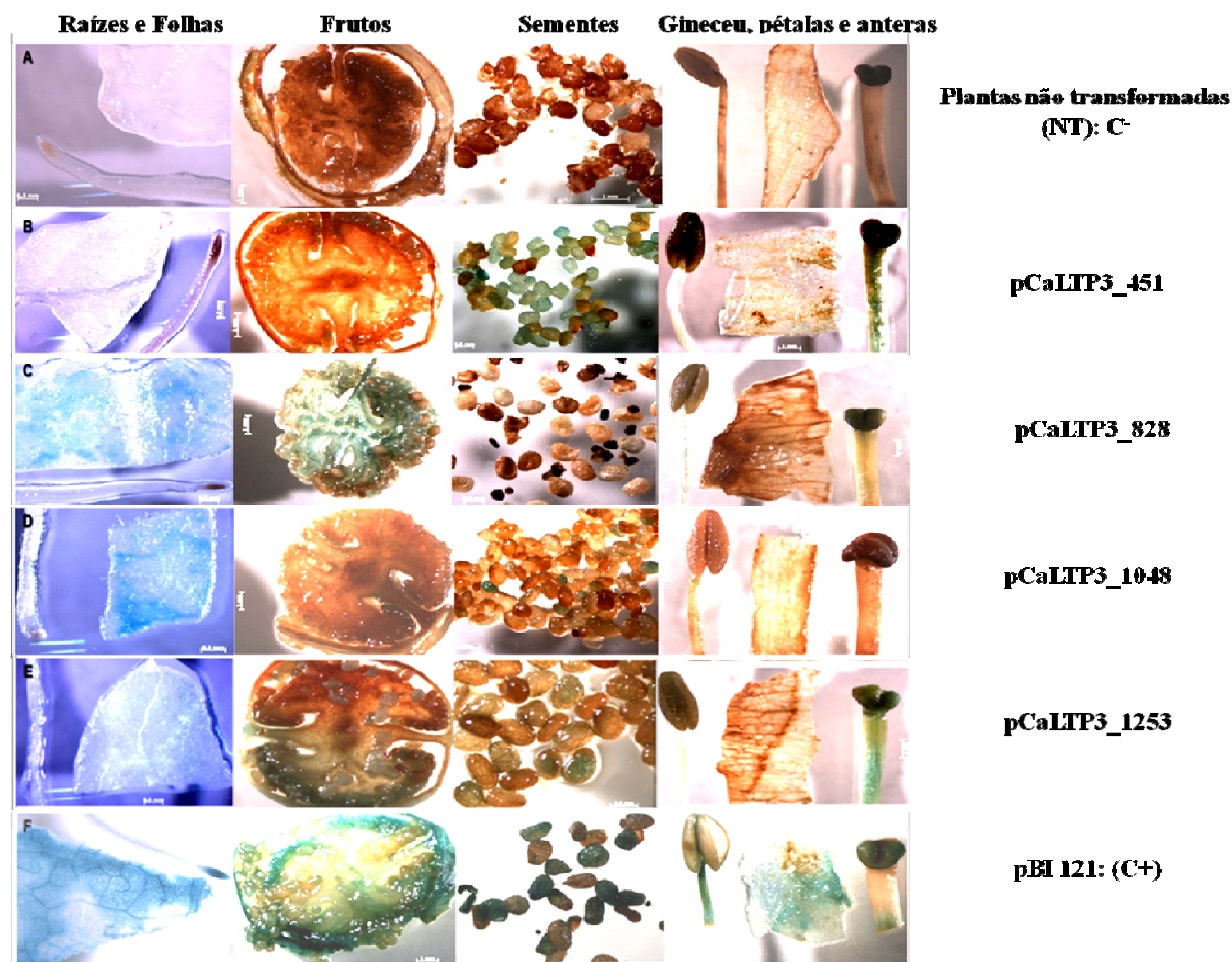 Raízes e Folhas
Frutos
Sementes
Gineceu, pétalas e anteras
A
Plantas não transformadas
(NT): C-
B
pCaLTP3_451
C
pCaLTP3_828
D
pCaLTP3_1048
E
pCaLTP3_1253
F
pBI 121: (C+)